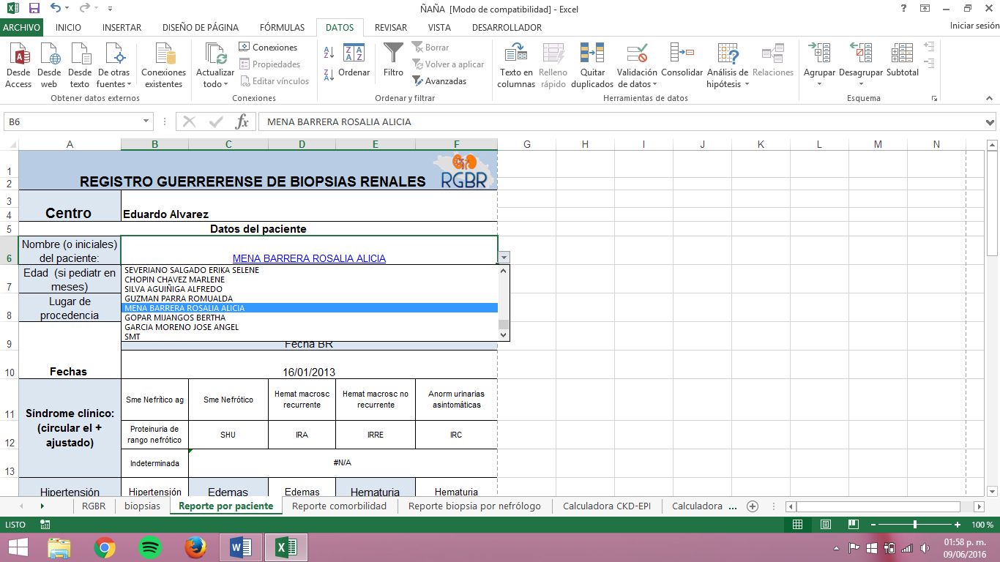 ÑAÑA [Modo de compatibilidad] - Excel
ARCHIVO INICIO INSERTAR DISEÑO DE PÁGINA FÓRMULAS DATOS REVISAR VISTA DESARROLLADOR Iniciar sesión
Desde Access
Desde web
Desde texto
De otras fuentes
Obtener datos externos
Conexiones existentes
Actualizar todo
Conexiones
Propiedades
Editar vínculos
Conexiones
Ordenar
Filtro
Borrar
Volver a aplicar
Avanzadas
Ordenar y filtrar
Texto en columnas
Relleno rápido
Quitar duplicados
Validación de datos
Consolidar
Análisis de hipótesis
Relaciones
Herramientas de datos
Agrupar
Desagrupar
Subtotal
Esquema
B6 fx MENA BARRERA ROSALIA ALICIA
A B C D E F G H I J K L M N
1
2 REGISTRO GUERRERENSE DE BIOPSIAS RENALES RGBR
3
4 Centro Eduardo Alvarez
5 Datos del paciente
Nombre (o iniciales)
6 del paciente: MENA BARRERA ROSALIA ALICIA
Edad (si pediatr en
7 meses)
Lugar de
8 procedencia
SEVERIANO SALGADO ERIKA SELENE
CHOPIN CHAVEZ MARLENE
SILVA AGUIÑIGA ALFREDO
GUZMAN PARRA ROMUALDA
MENA BARRERA ROSALIA ALICIA
GOPAR MIJANGOS BERTHA
GARCIA MORENO JOSE ANGEL
SMT
9 Fecha BR
10 Fechas 16/01/2013
11 Síndrome clínico:
(circular el +
ajustado)
Sme Nefrítico ag
Sme Nefrótico
Hemat macrosc recurrente
Hemat macrosc no recurrente
Anorm urinarias asintomáticas
12 Proteinuria de rango nefrótico
SHU
IRA
IRRE
IRC
13 Indeterminada #N/A
Hipertensión Hipertensión Edemas Edemas Hematuria Hematuria
RGBR biopsias Reporte por paciente Reporte comorbilidad Reporte biopsia por nefrólogo Calculadora CKD-EPI Calculadora ...
LISTO 100 %
01:58 p. m.
09/06/2016